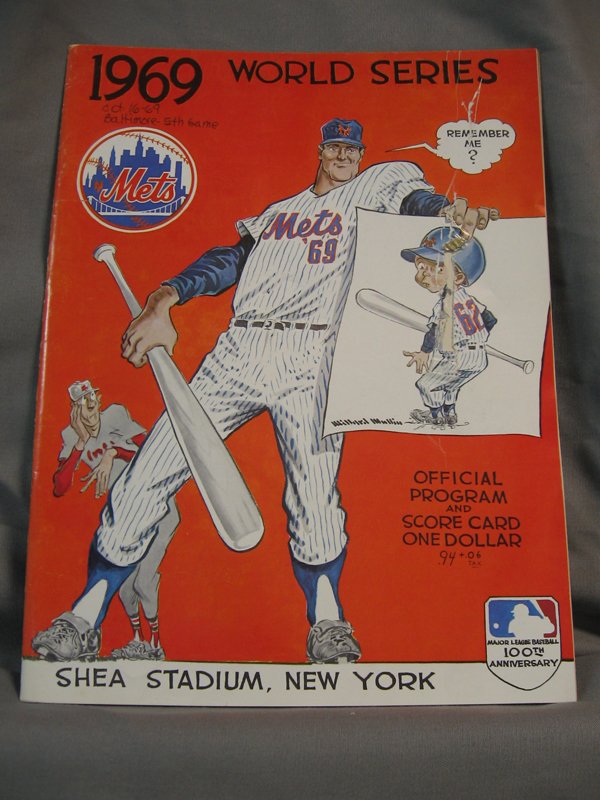 1969 WORLD SERIES
Oct 16-69
Baltimore - 5th Game
Mets
REMEMBER
ME
?
Mets
69
62
Willard Mullin
OFFICIAL
PROGRAM
AND
SCORE CARD
ONE DOLLAR
.94 + .06
TAX
MAJOR LEAGUE BASEBALL
100TH
ANNIVERSARY
SHEA STADIUM, NEW YORK